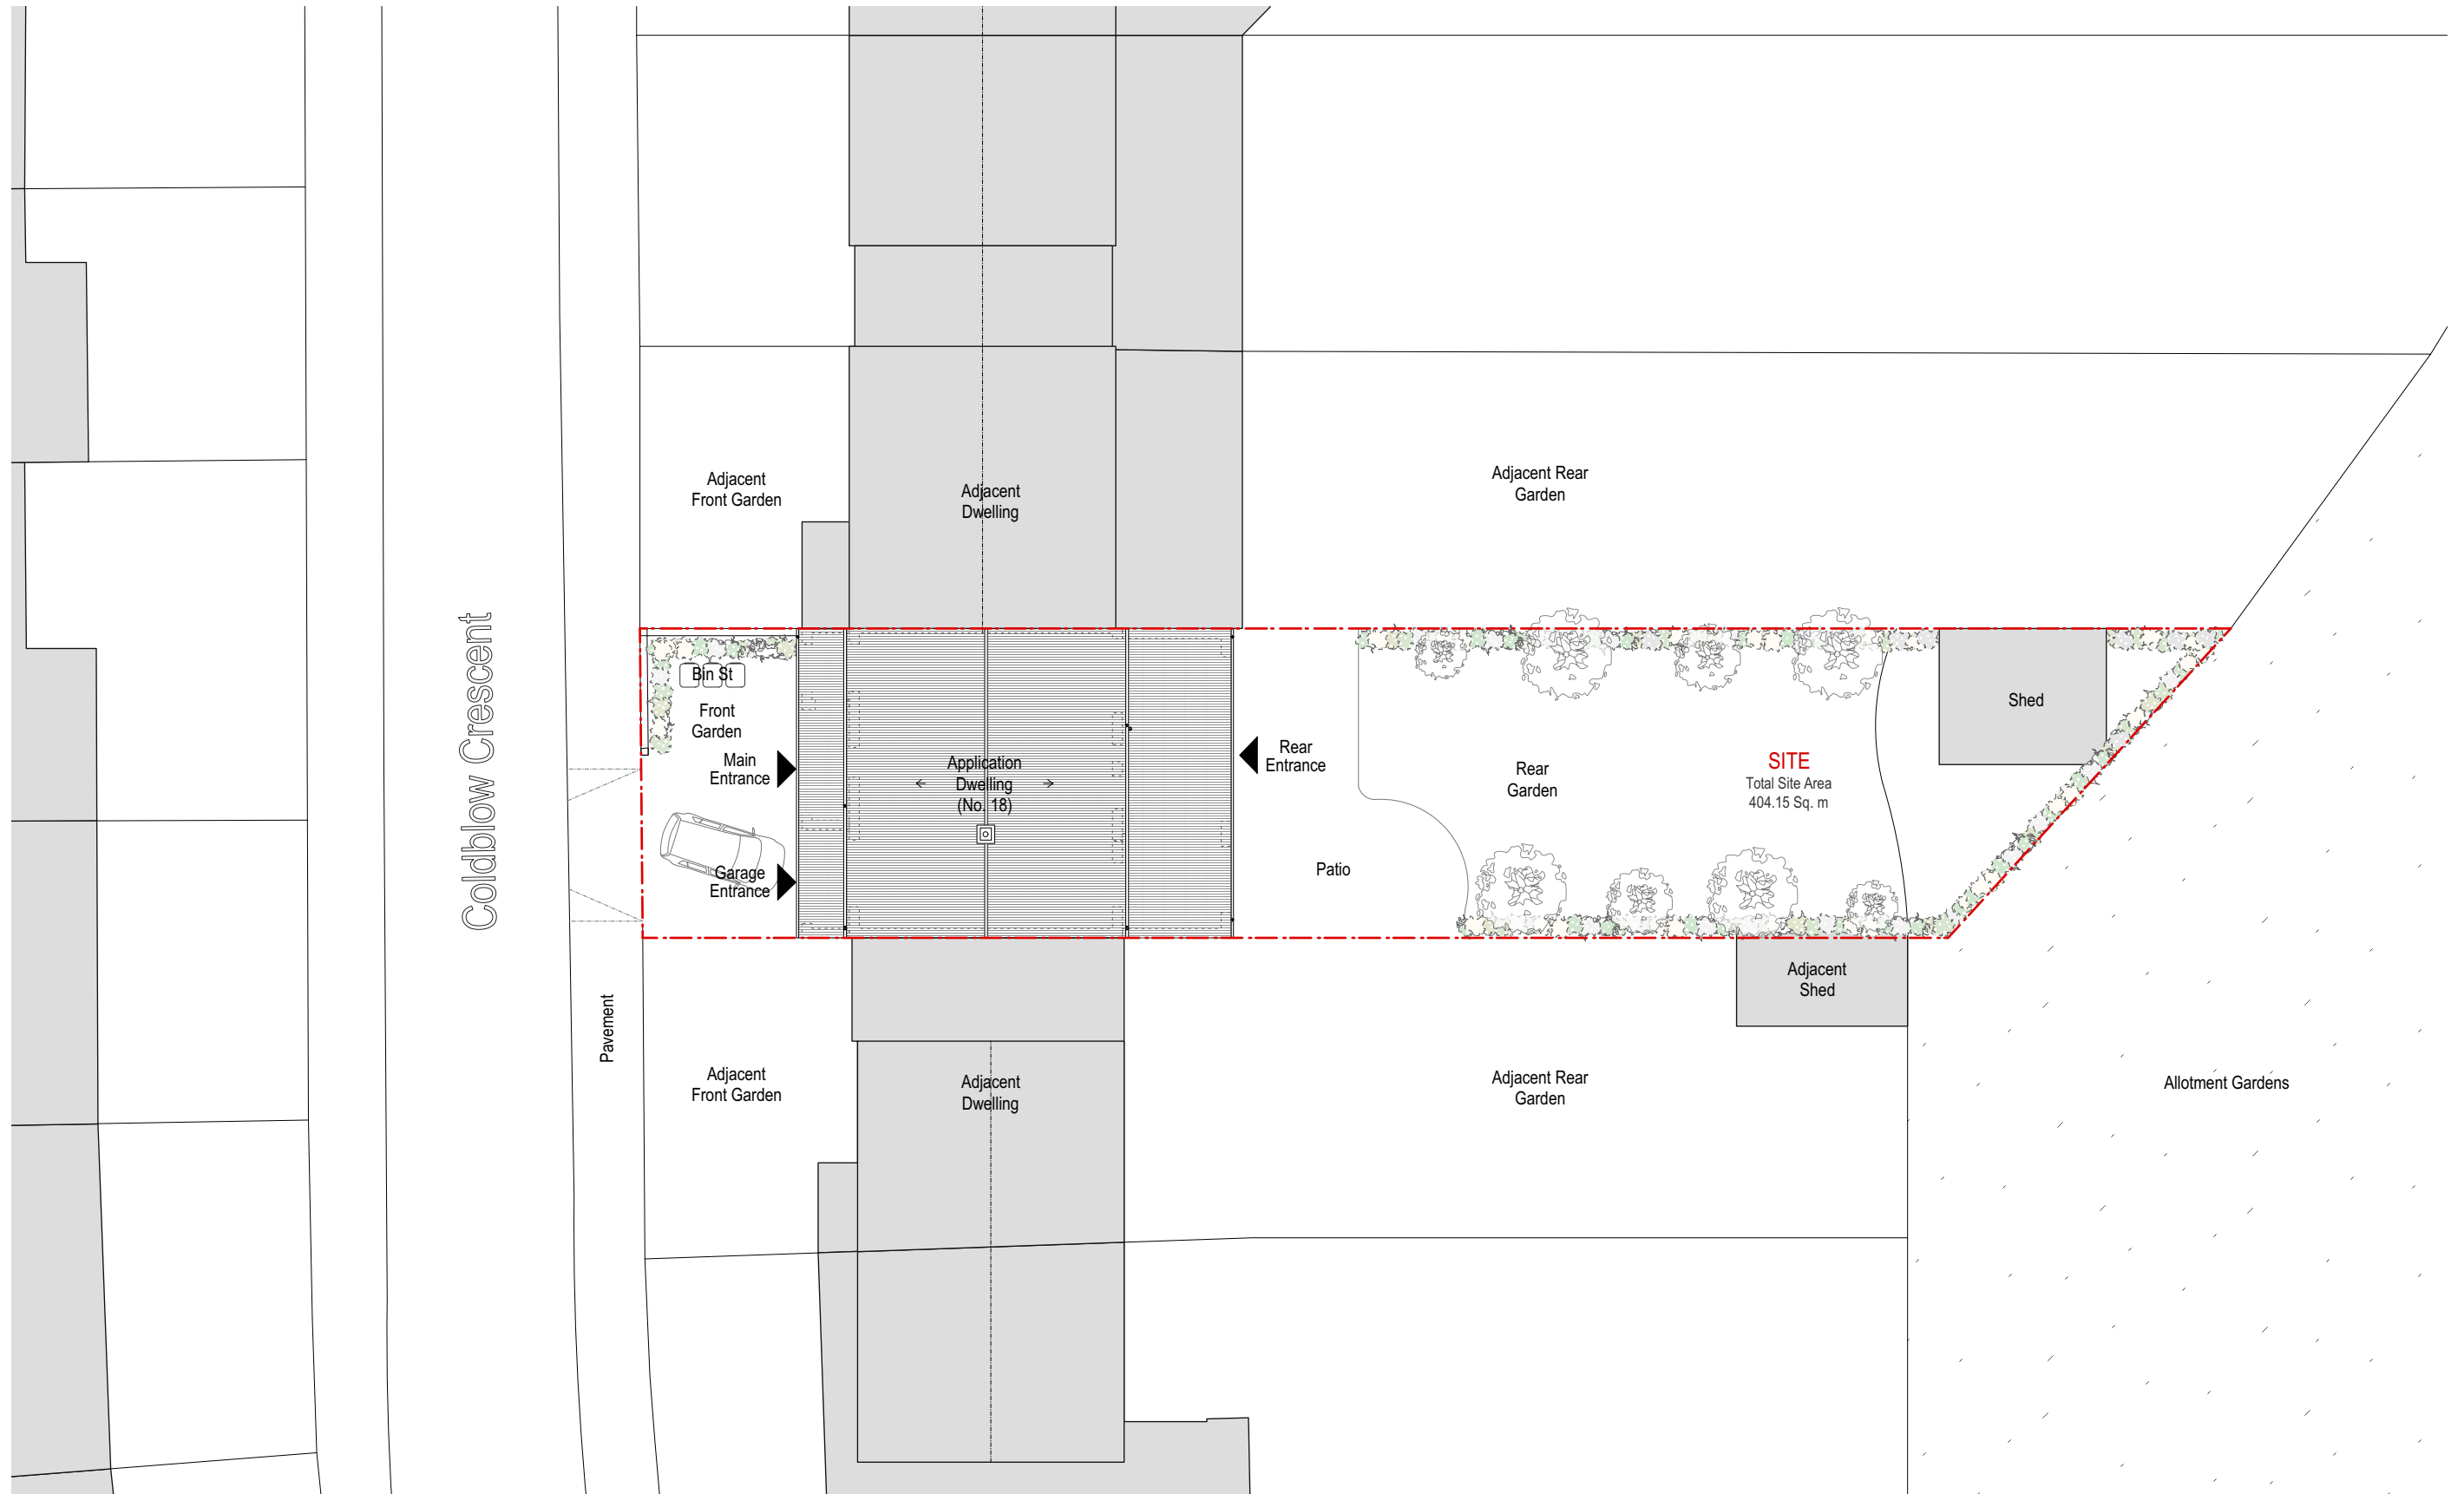 Adjacent
Front Garden
Adjacent
Dwelling
Adjacent Rear
Garden
Coldblow Crescent
Bin St
Front
Garden
Main
Entrance
Garage
Entrance
Application
Dwelling
(No. 18)
Rear
Entrance
Patio
Rear
Garden
SITE
Total Site Area
404.15 Sq. m
Shed
Pavement
Adjacent
Front Garden
Adjacent
Dwelling
Adjacent Rear
Garden
Adjacent
Shed
Allotment Gardens